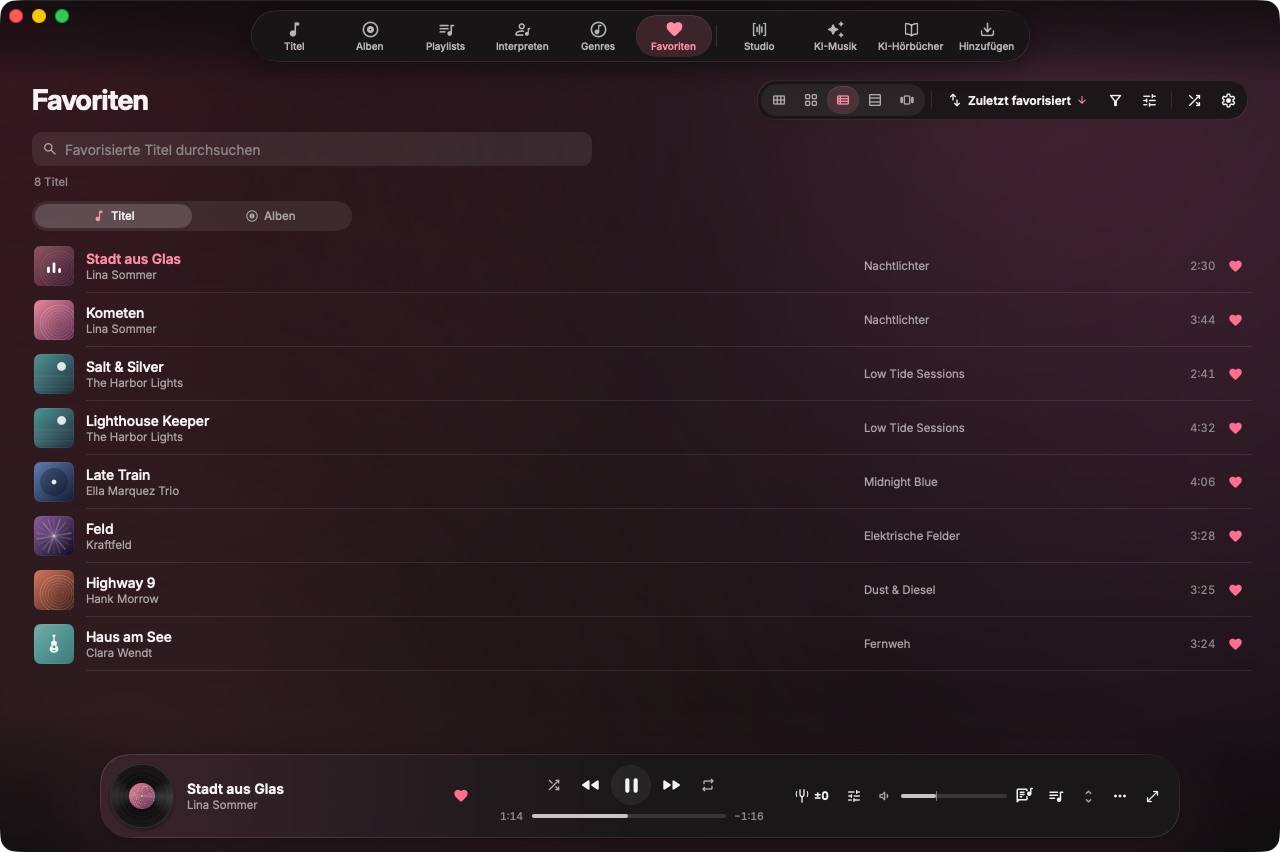 Titel
Alben
Playlists
Interpreten
Genres
Favoriten
Studio
KI-Musik
KI-Hörbücher
Hinzufügen
Favoriten
Zuletzt favorisiert
Favorisierte Titel durchsuchen
8 Titel
Titel
Alben
Stadt aus Glas
Lina Sommer
Nachtlichter
2:30
Kometen
Lina Sommer
Nachtlichter
3:44
Salt & Silver
The Harbor Lights
Low Tide Sessions
2:41
Lighthouse Keeper
The Harbor Lights
Low Tide Sessions
4:32
Late Train
Ella Marquez Trio
Midnight Blue
4:06
Feld
Kraftfeld
Elektrische Felder
3:28
Highway 9
Hank Morrow
Dust & Diesel
3:25
Haus am See
Clara Wendt
Fernweh
3:24
Stadt aus Glas
Lina Sommer
1:14
−1:16
±0